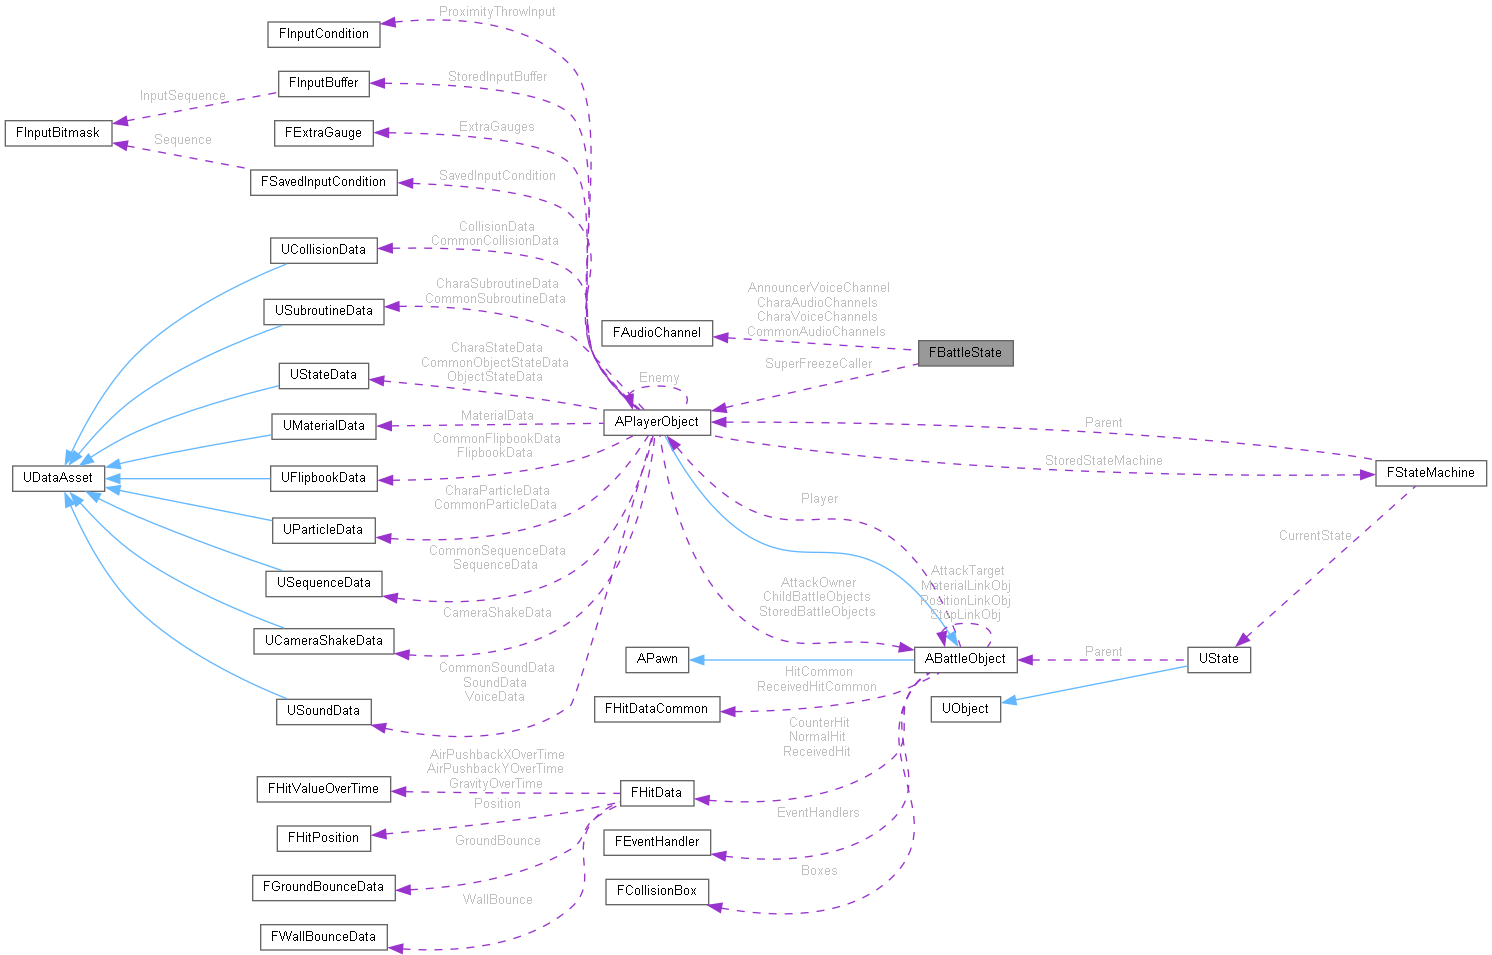 ProximityThrowInput
FInputCondition
FInputBuffer
StoredInputBuffer
InputSequence
FInputBitmask
FExtraGauge
ExtraGauges
Sequence
FSavedInputCondition
SavedInputCondition
CollisionData
CommonCollisionData
UCollisionData
CharaSubroutineData
CommonSubroutineData
USubroutineData
AnnouncerVoiceChannel
CharaAudioChannels
CharaVoiceChannels
CommonAudioChannels
FAudioChannel
FBattleState
CharaStateData
CommonObjectStateData
ObjectStateData
UStateData
SuperFreezeCaller
Enemy
MaterialData
UMaterialData
APlayerObject
Parent
CommonFlipbookData
FlipbookData
StoredStateMachine
FStateMachine
UDataAsset
UFlipbookData
CharaParticleData
CommonParticleData
Player
UParticleData
CurrentState
CommonSequenceData
SequenceData
USequenceData
AttackOwner
ChildBattleObjects
StoredBattleObjects
AttackTarget
MaterialLinkObj
PositionLinkObj
StopLinkObj
CameraShakeData
UCameraShakeData
APawn
ABattleObject
Parent
UState
CommonSoundData
SoundData
VoiceData
HitCommon
ReceivedHitCommon
USoundData
FHitDataCommon
UObject
CounterHit
NormalHit
ReceivedHit
AirPushbackXOverTime
AirPushbackYOverTime
GravityOverTime
FHitValueOverTime
FHitData
Position
EventHandlers
FHitPosition
GroundBounce
FEventHandler
Boxes
FGroundBounceData
FCollisionBox
WallBounce
FWallBounceData